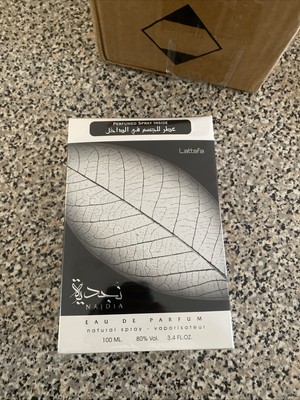 PERFUMED SPRAY INSIDE
عطر للجسم في الداخل
Lattafa
نجدية
NAJDIA
EAU DE PARFUM
natural spray - vaporisateur
100 ML. 80% Vol. 3.4 FL. OZ.